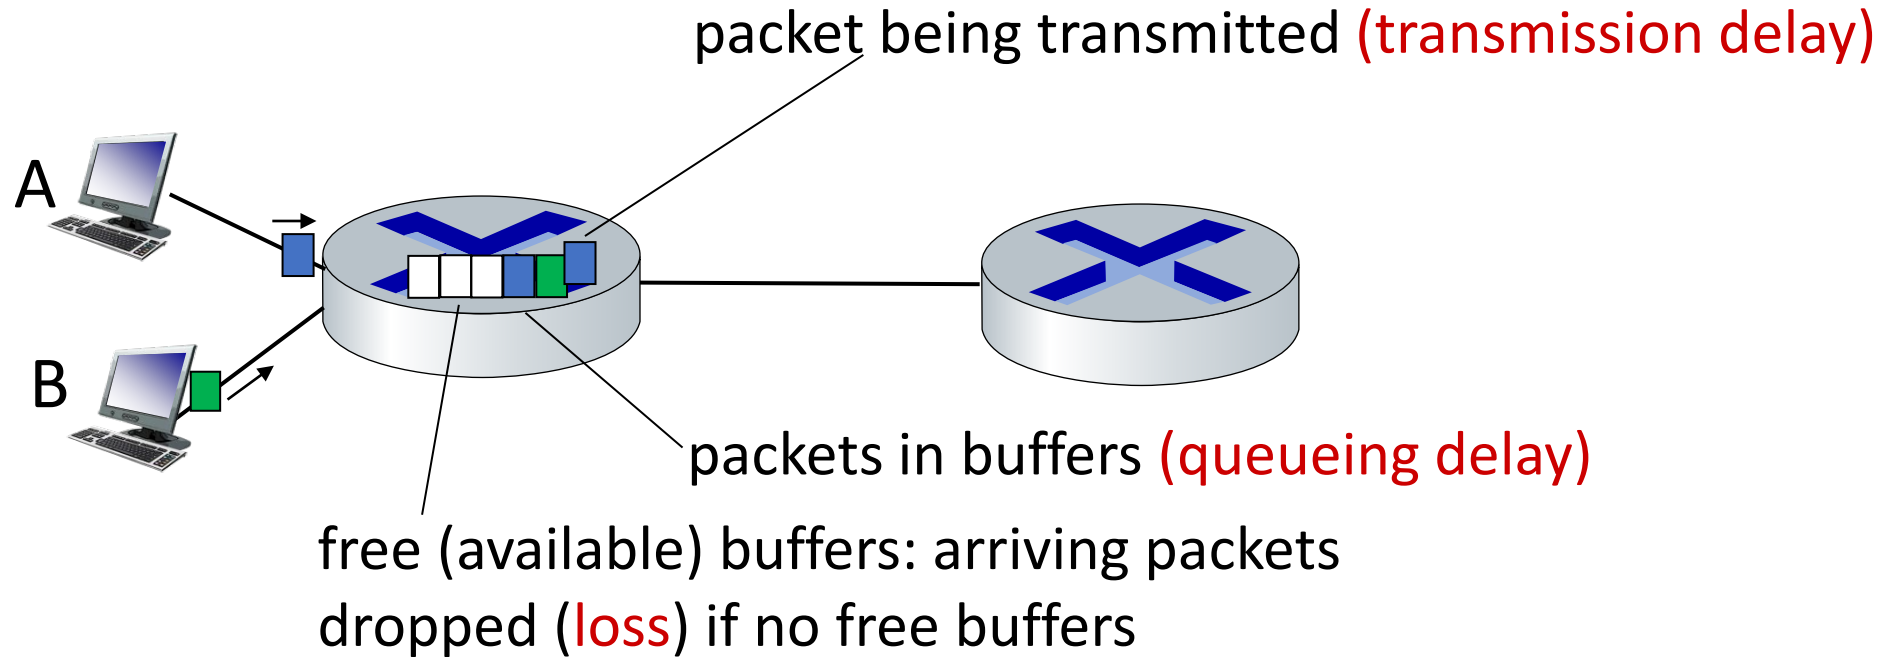 packet being transmitted (transmission delay)
A
B
packets in buffers (queueing delay)
free (available) buffers: arriving packets
dropped (loss) if no free buffers